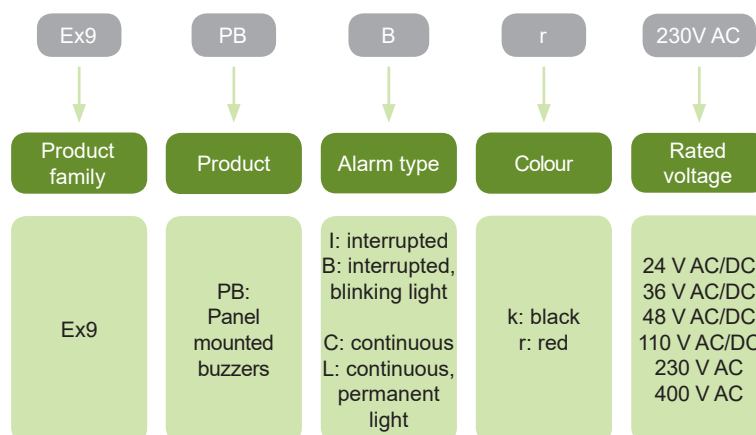 Ex9 PB B r 230V AC
Product family
Product
Alarm type
Colour
Rated voltage
Ex9
PB:
Panel
mounted
buzzers
I: interrupted
B: interrupted,
blinking light
C: continuous
L: continuous,
permanent
light
k: black
r: red
24 V AC/DC
36 V AC/DC
48 V AC/DC
110 V AC/DC
230 V AC
400 V AC